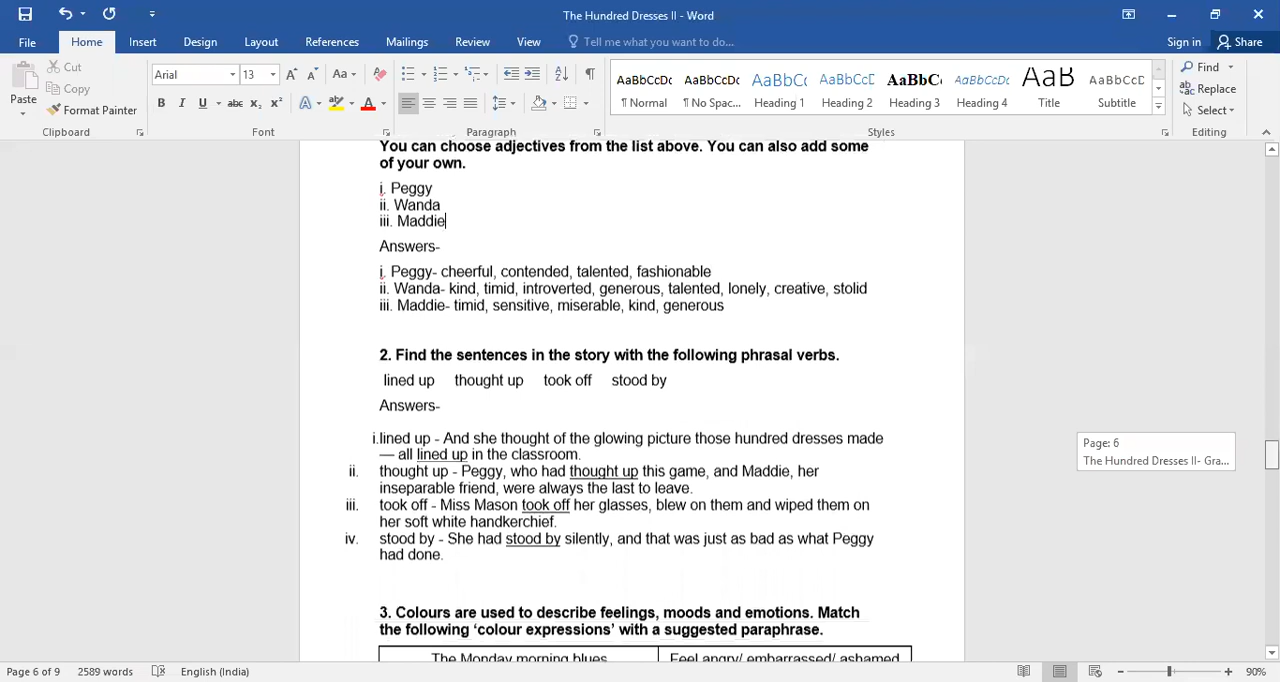 The Hundred Dresses II - Word
File Home Insert Design Layout References Mailings Review View Tell me what you want to do... Sign in Share
Cut
Copy
Format Painter
Paste
Clipboard
Arial 13
Font
Paragraph
AaBbCcDc AaBbCcDc AaBbC( AaBbCcD AaBbC( AaBbCcD AaB AaBbCcD
¶ Normal ¶ No Spac... Heading 1 Heading 2 Heading 3 Heading 4 Title Subtitle
Styles
Find
Replace
Select
Editing
You can choose adjectives from the list above. You can also add some
of your own.
i. Peggy
ii. Wanda
iii. Maddie
Answers-
i. Peggy- cheerful, contended, talented, fashionable
ii. Wanda- kind, timid, introverted, generous, talented, lonely, creative, stolid
iii. Maddie- timid, sensitive, miserable, kind, generous
2. Find the sentences in the story with the following phrasal verbs.
lined up thought up took off stood by
Answers-
i.lined up - And she thought of the glowing picture those hundred dresses made
— all lined up in the classroom.
ii. thought up - Peggy, who had thought up this game, and Maddie, her
inseparable friend, were always the last to leave.
iii. took off - Miss Mason took off her glasses, blew on them and wiped them on
her soft white handkerchief.
iv. stood by - She had stood by silently, and that was just as bad as what Peggy
had done.
3. Colours are used to describe feelings, moods and emotions. Match
the following ‘colour expressions’ with a suggested paraphrase.
The Monday morning blues Feel angry/ embarrassed/ ashamed
Page: 6
The Hundred Dresses II- Gra...
Page 6 of 9 2589 words English (India) 90%